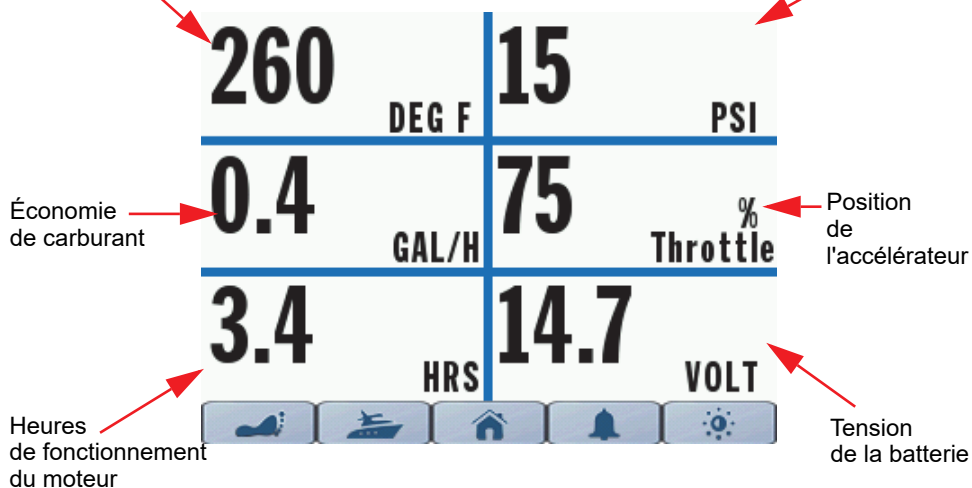 260
DEG F
15
PSI
Économie
de carburant
0.4
GAL/H
75
%
Throttle
Position
de
l'accélérateur
3.4
HRS
14.7
VOLT
Heures
de fonctionnement
du moteur
Tension
de la batterie